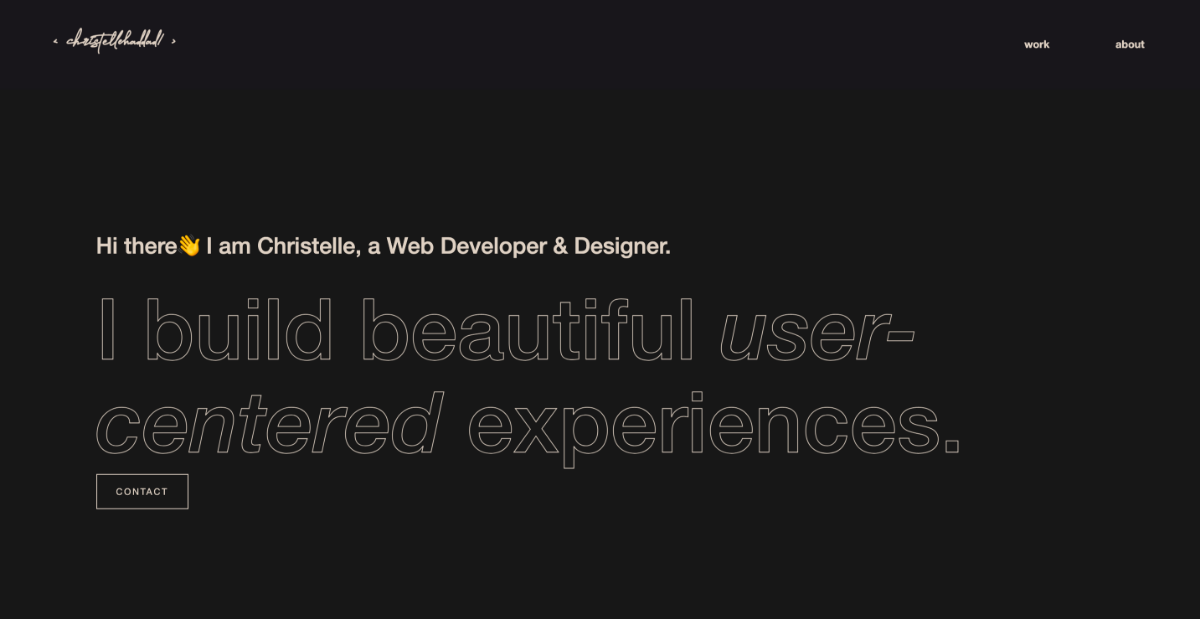 < christellehaddad/ >
work
about
Hi there👋 I am Christelle, a Web Developer & Designer.
I build beautiful user-
centered experiences.
CONTACT